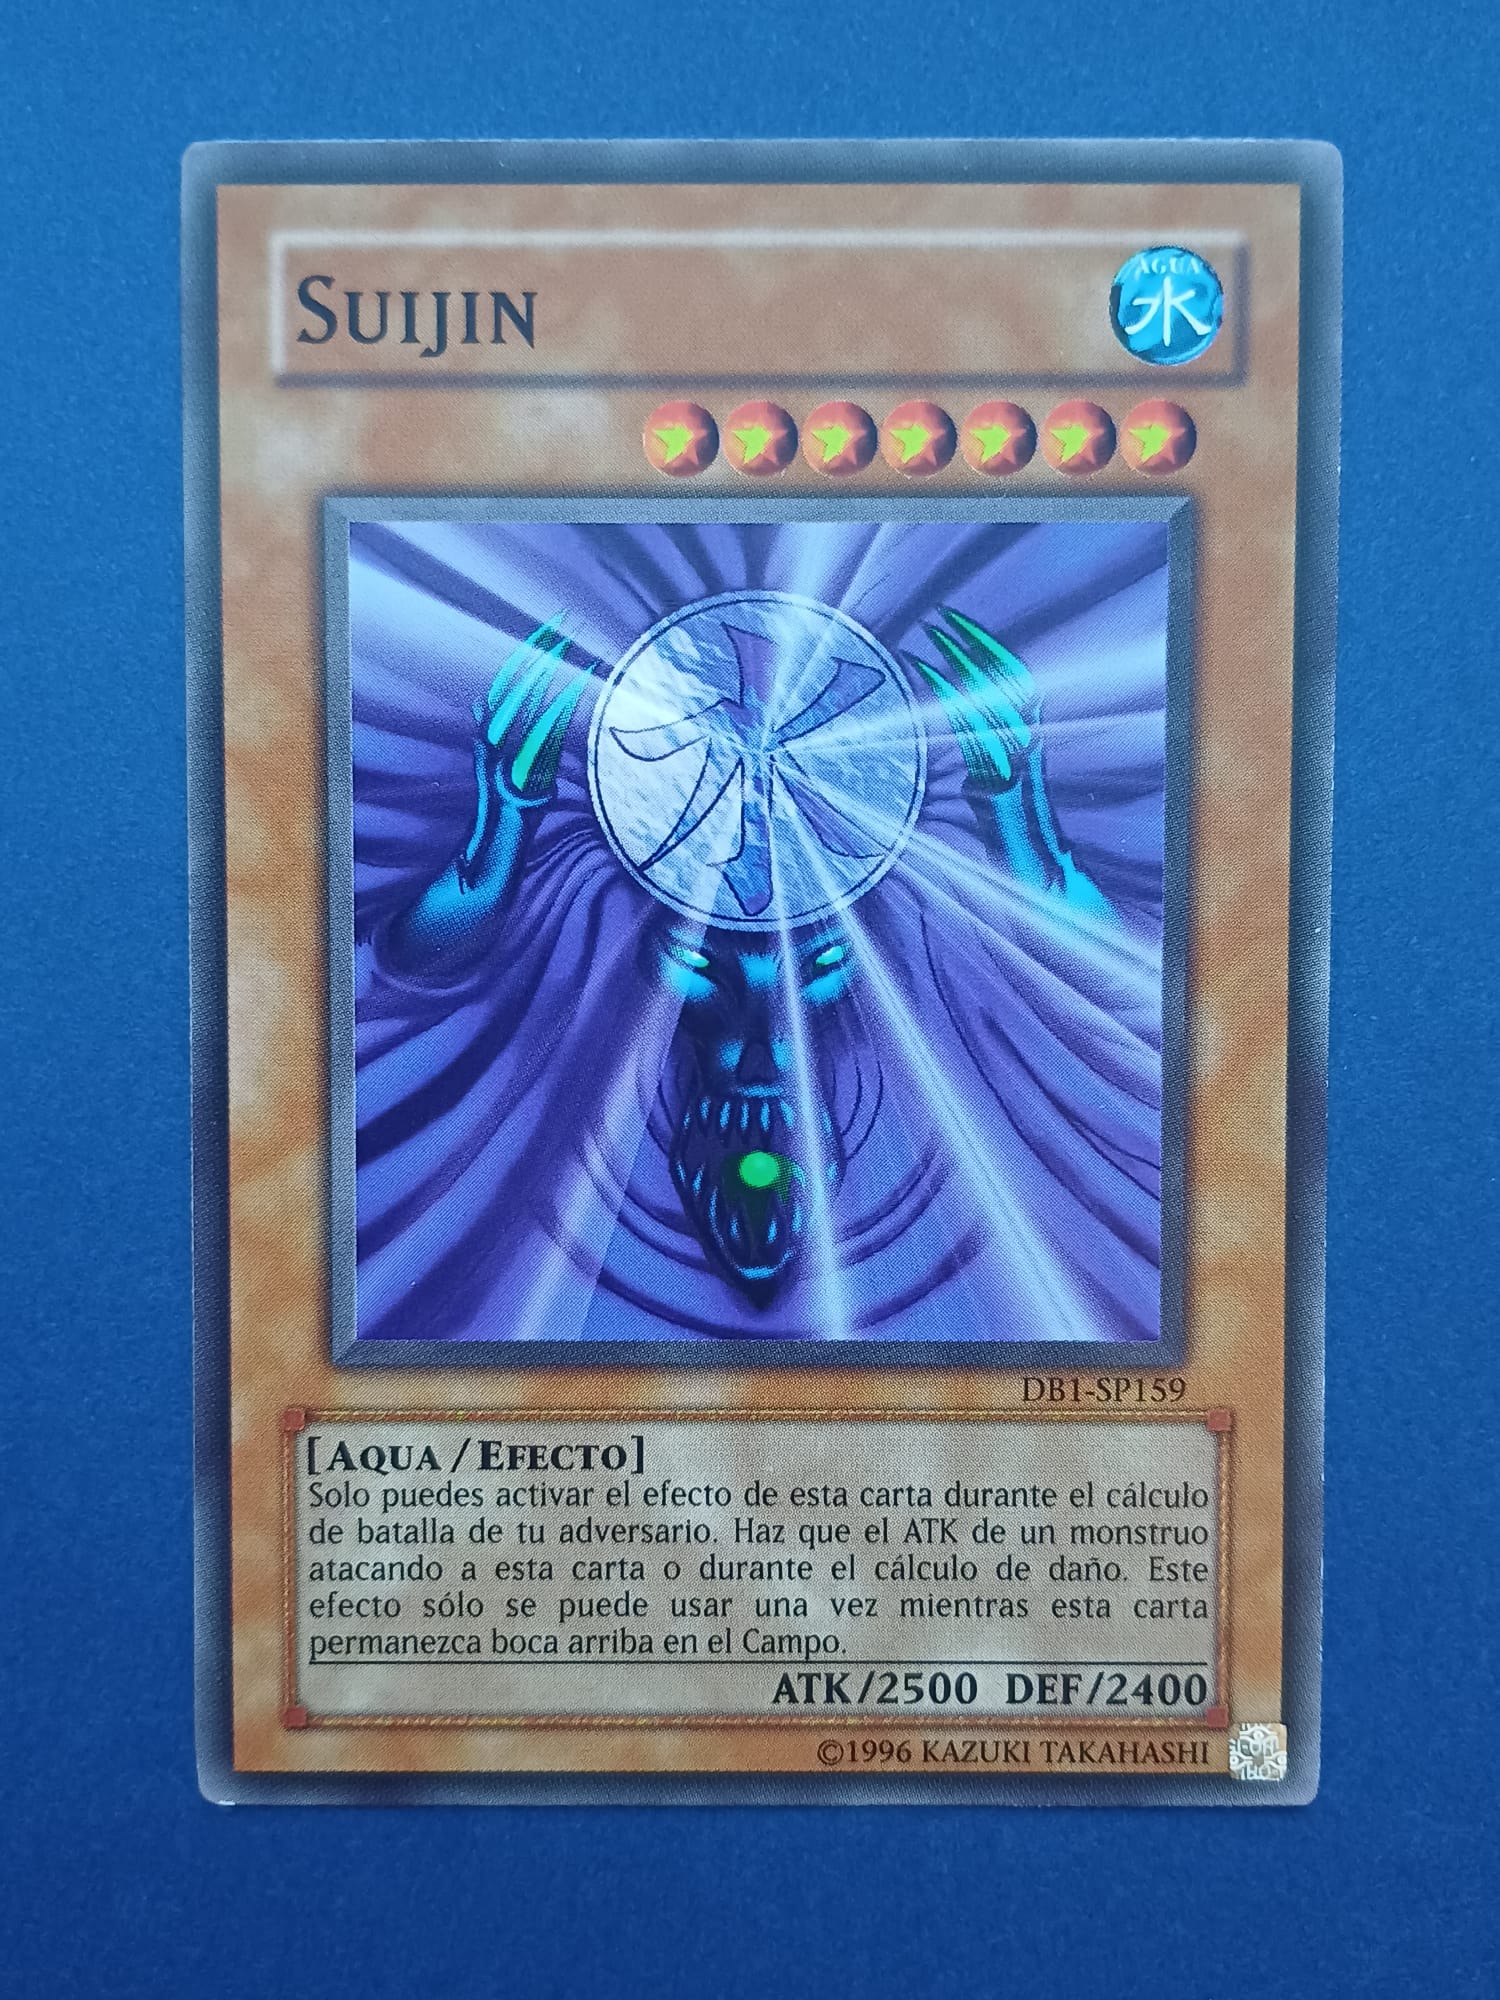 SUIJIN
AGUA
水
水
DB1-SP159
[AQUA/EFECTO]
Solo puedes activar el efecto de esta carta durante el cálculo
de batalla de tu adversario. Haz que el ATK de un monstruo
atacando a esta carta o durante el cálculo de daño. Este
efecto sólo se puede usar una vez mientras esta carta
permanezca boca arriba en el Campo.
ATK/2500 DEF/2400
©1996 KAZUKI TAKAHASHI